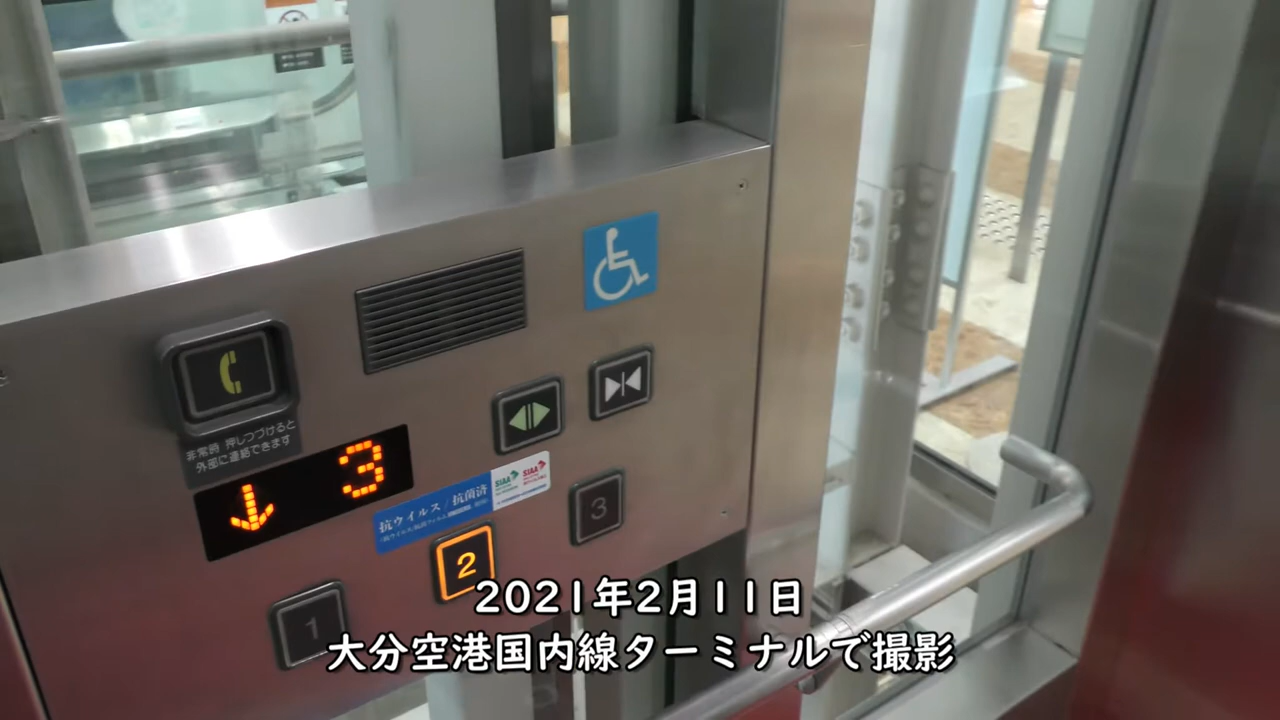 非常時 押しつづけると
外部に連絡できます
3
抗ウイルス/抗菌済
SIAA SIAA
3
2
1
2021年2月11日
大分空港国内線ターミナルで撮影